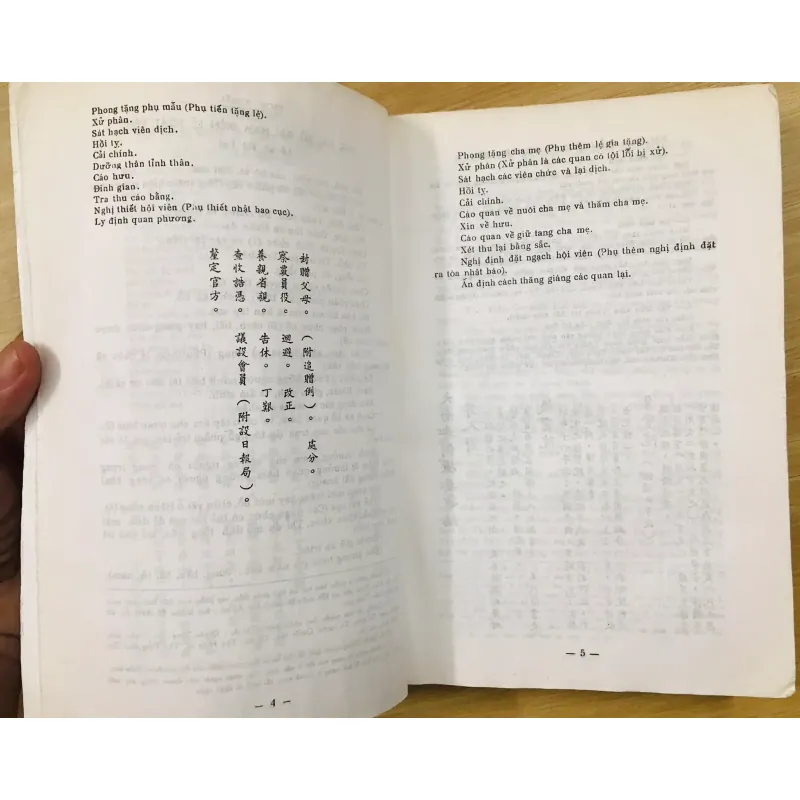 Phong tặng phụ mẫu (Phụ tiến tặng lệ).
Xử phân.
Sát hạch viên dịch.
Hồi tỵ.
Cải chính.
Dưỡng thân tỉnh thân.
Cáo hưu.
Đinh gian.
Tra thu cáo bằng.
Nghị thiết hội viên (Phụ thiết nhật bao cục).
Ly định quan phương.
封贈父母。(附追贈例)。處分。
察襄員役。迴避。改正。
養親省親。告休。丁艱。
查收誥憑。議設會員(附設日報局)。
釐定官方。
— 4 —
Phong tặng cha mẹ (Phụ thêm lệ gia tặng).
Xử phán (Xử phân là các quan có tội lỗi bị xử).
Sát hạch các viên chức và lại dịch.
Hồi tỵ.
Cải chính.
Cáo quan về nuôi cha mẹ và thăm cha mẹ.
Xin về hưu.
Cáo quan về giữ tang cha mẹ.
Xét thu lại bằng sắc.
Nghị định đặt ngạch hội viên (Phụ thêm nghị định đặt
ra tòa nhật báo).
Ấn định cách thăng giáng các quan lại.
— 5 —